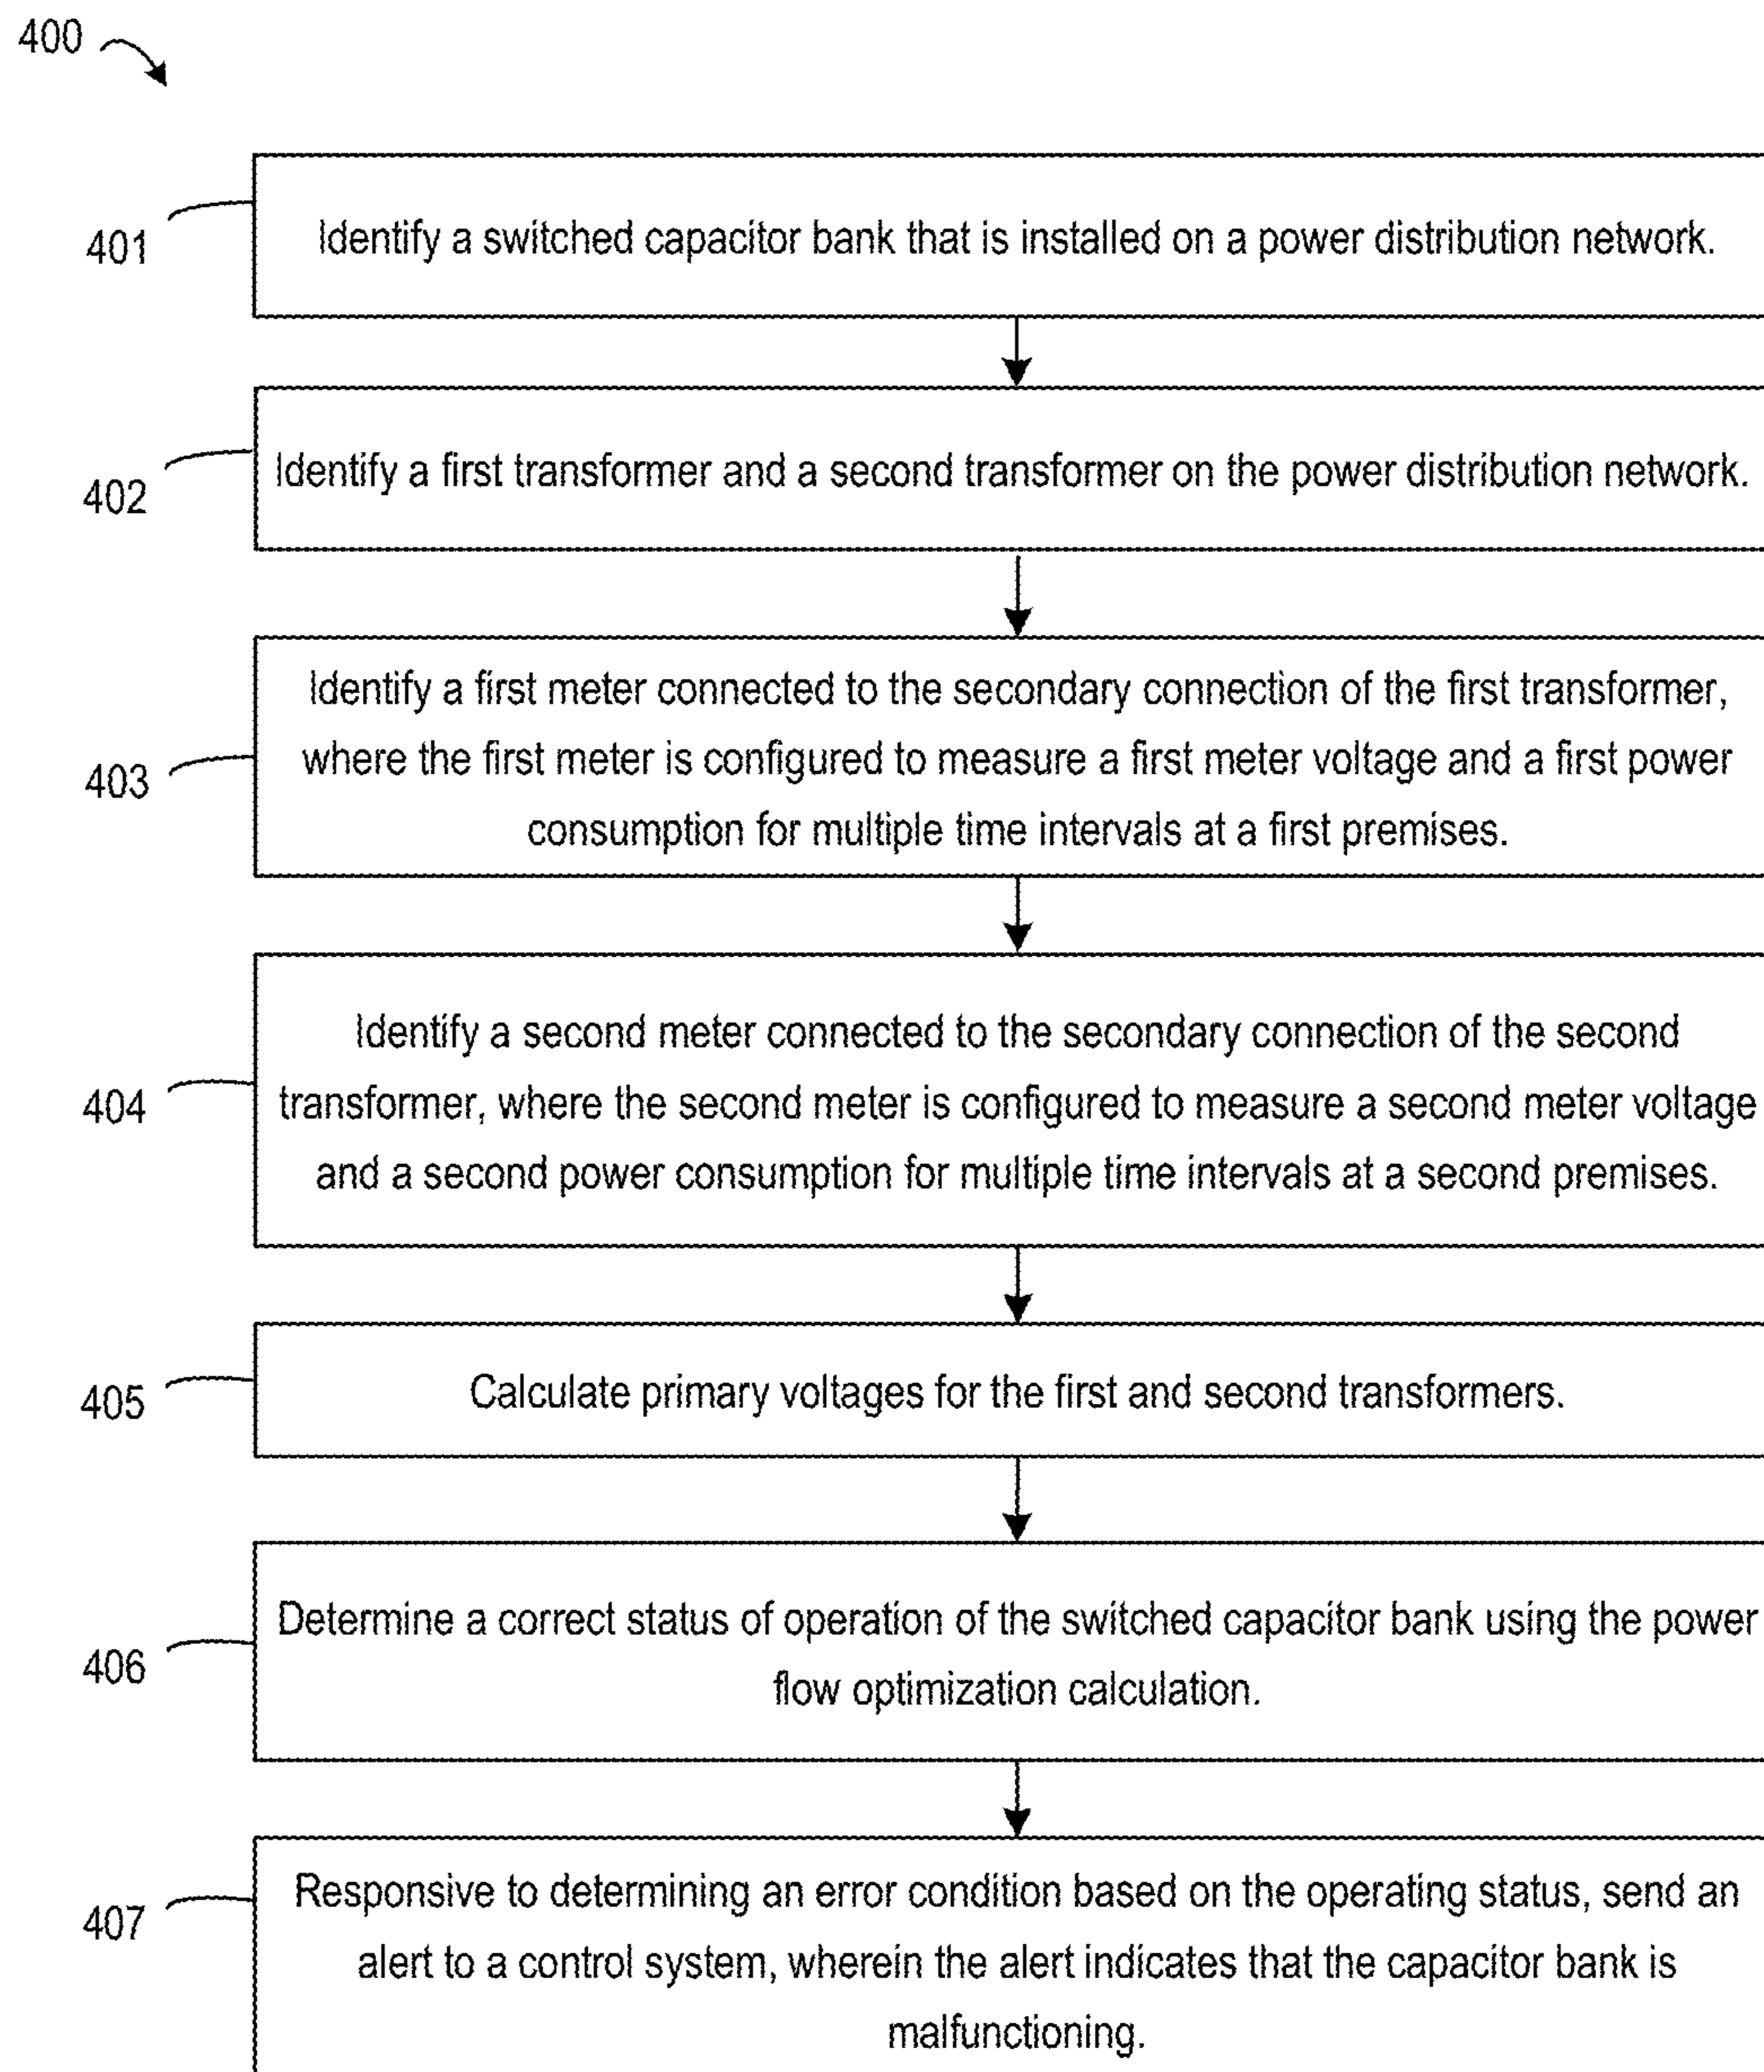 400
401
Identify a switched capacitor bank that is installed on a power distribution network.
402
Identify a first transformer and a second transformer on the power distribution network.
403
Identify a first meter connected to the secondary connection of the first transformer,
where the first meter is configured to measure a first meter voltage and a first power
consumption for multiple time intervals at a first premises.
404
Identify a second meter connected to the secondary connection of the second
transformer, where the second meter is configured to measure a second meter voltage
and a second power consumption for multiple time intervals at a second premises.
405
Calculate primary voltages for the first and second transformers.
406
Determine a correct status of operation of the switched capacitor bank using the power
flow optimization calculation.
407
Responsive to determining an error condition based on the operating status, send an
alert to a control system, wherein the alert indicates that the capacitor bank is
malfunctioning.